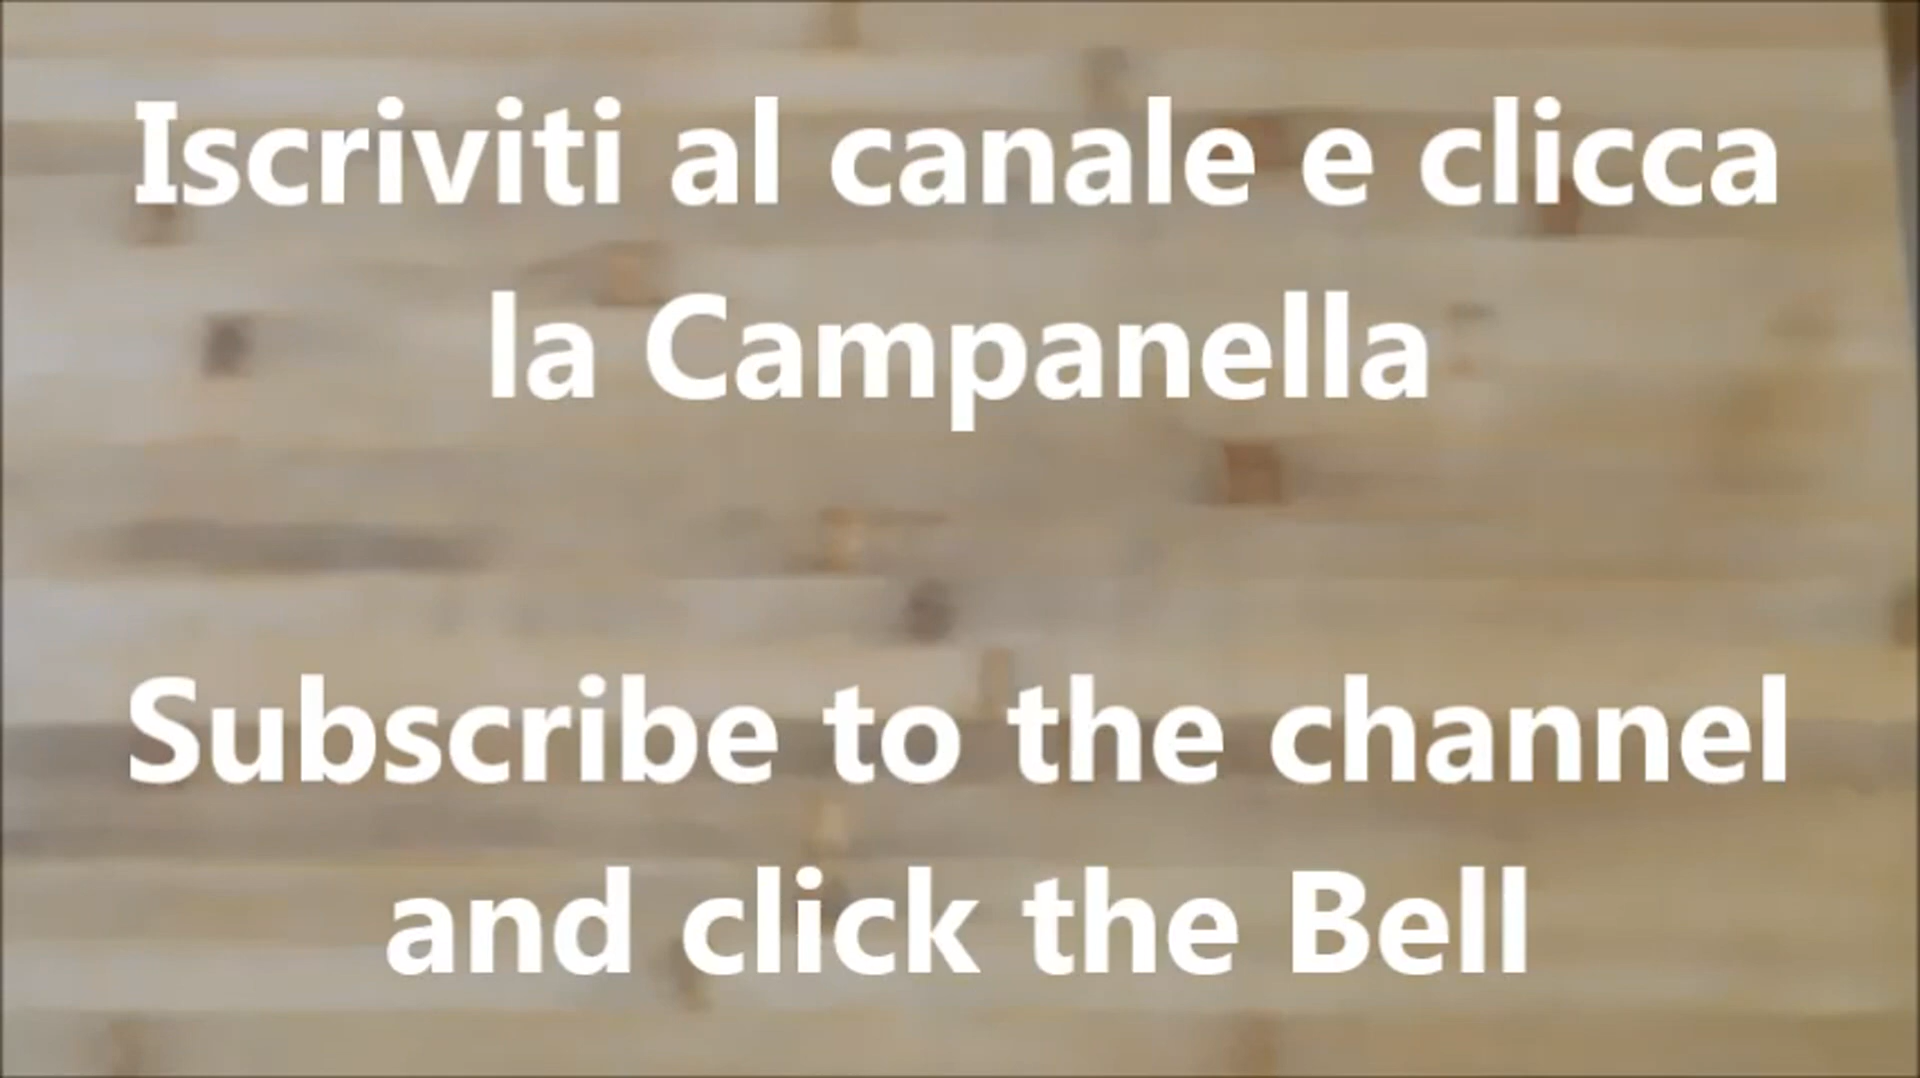 Iscriviti al canale e clicca
la Campanella
Subscribe to the channel
and click the Bell